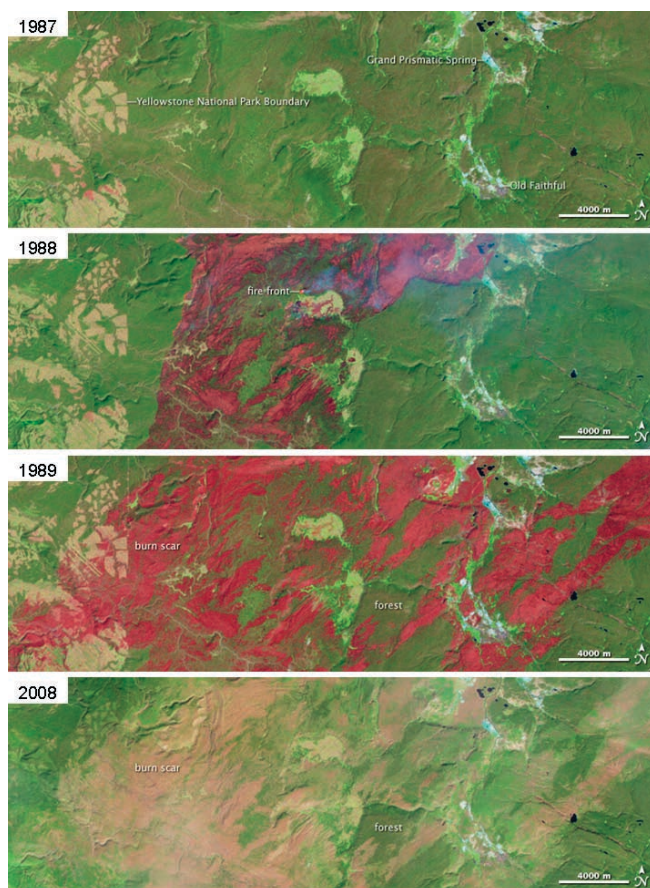 1987
Grand Prismatic Spring
Yellowstone National Park Boundary
Old Faithful
4000 m
N
1988
fire front
4000 m
N
1989
burn scar
forest
4000 m
N
2008
burn scar
forest
4000 m
N